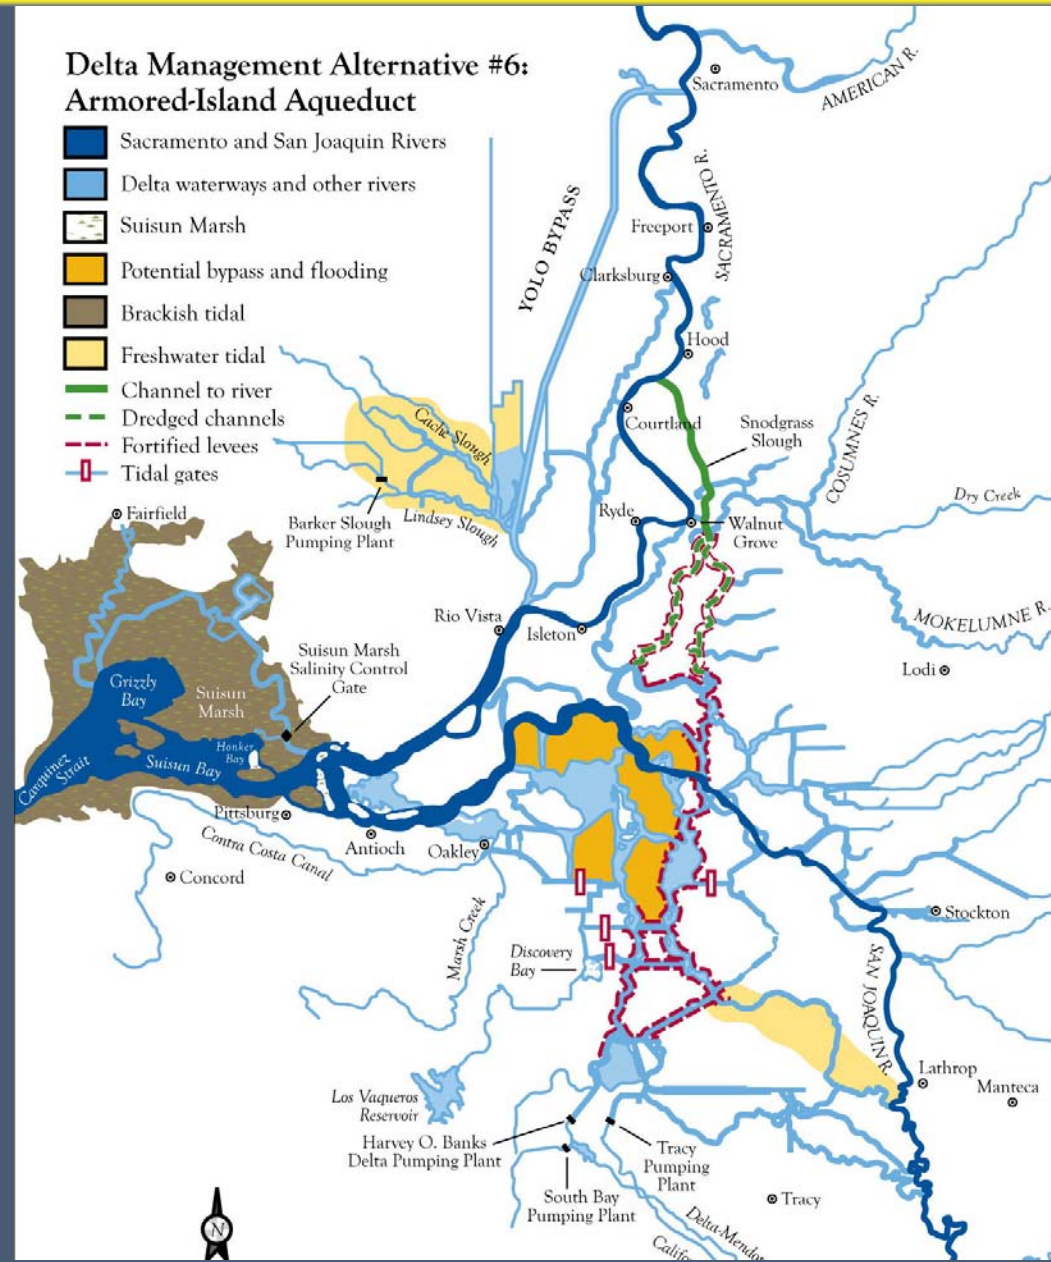 Delta Management Alternative #6:
Armored-Island Aqueduct
Sacramento and San Joaquin Rivers
Delta waterways and other rivers
Suisun Marsh
Potential bypass and flooding
Brackish tidal
Freshwater tidal
Channel to river
Dredged channels
Fortified levees
Tidal gates
Sacramento
AMERICAN R.
SACRAMENTO R.
YOLO BYPASS
Freeport
Clarksburg
Hood
Courtland
Snodgrass
Slough
COSUMNES R.
Cache Slough
Dry Creek
Fairfield
Barker Slough
Pumping Plant
Lindsey Slough
Ryde
Walnut
Grove
MOKELUMNE R.
Rio Vista
Isleton
Lodi
Suisun Marsh
Salinity Control
Gate
Grizzly
Bay
Suisun
Marsh
Honker
Bay
Carquinez
Strait
Suisun Bay
Pittsburg
Antioch
Oakley
Contra Costa Canal
Concord
Marsh Creek
Discovery
Bay
Stockton
SAN JOAQUIN R.
Lathrop
Manteca
Los Vaqueros
Reservoir
Harvey O. Banks
Delta Pumping Plant
Tracy
Pumping
Plant
South Bay
Pumping Plant
Tracy
Delta-Mendo
Califo
N